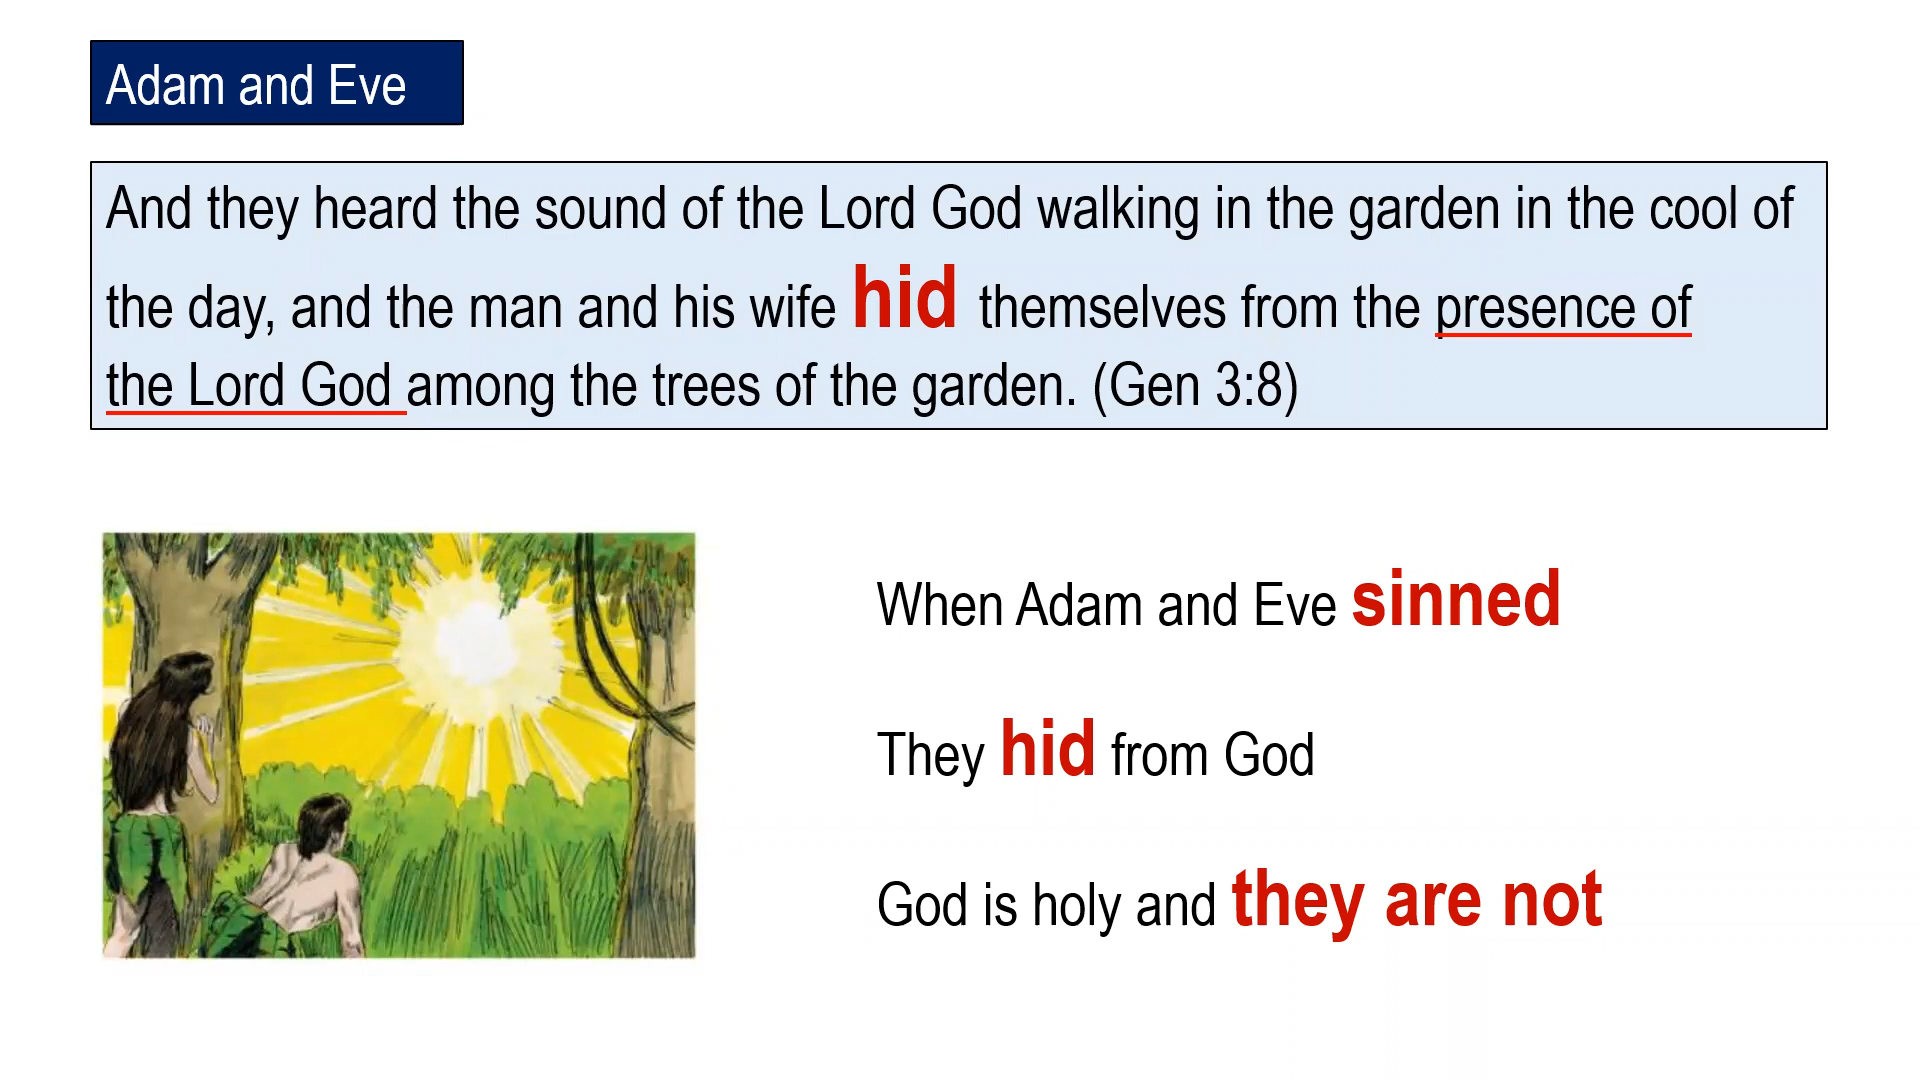 Adam and Eve
And they heard the sound of the Lord God walking in the garden in the cool of
the day, and the man and his wife hid themselves from the presence of
the Lord God among the trees of the garden. (Gen 3:8)
When Adam and Eve sinned
They hid from God
God is holy and they are not